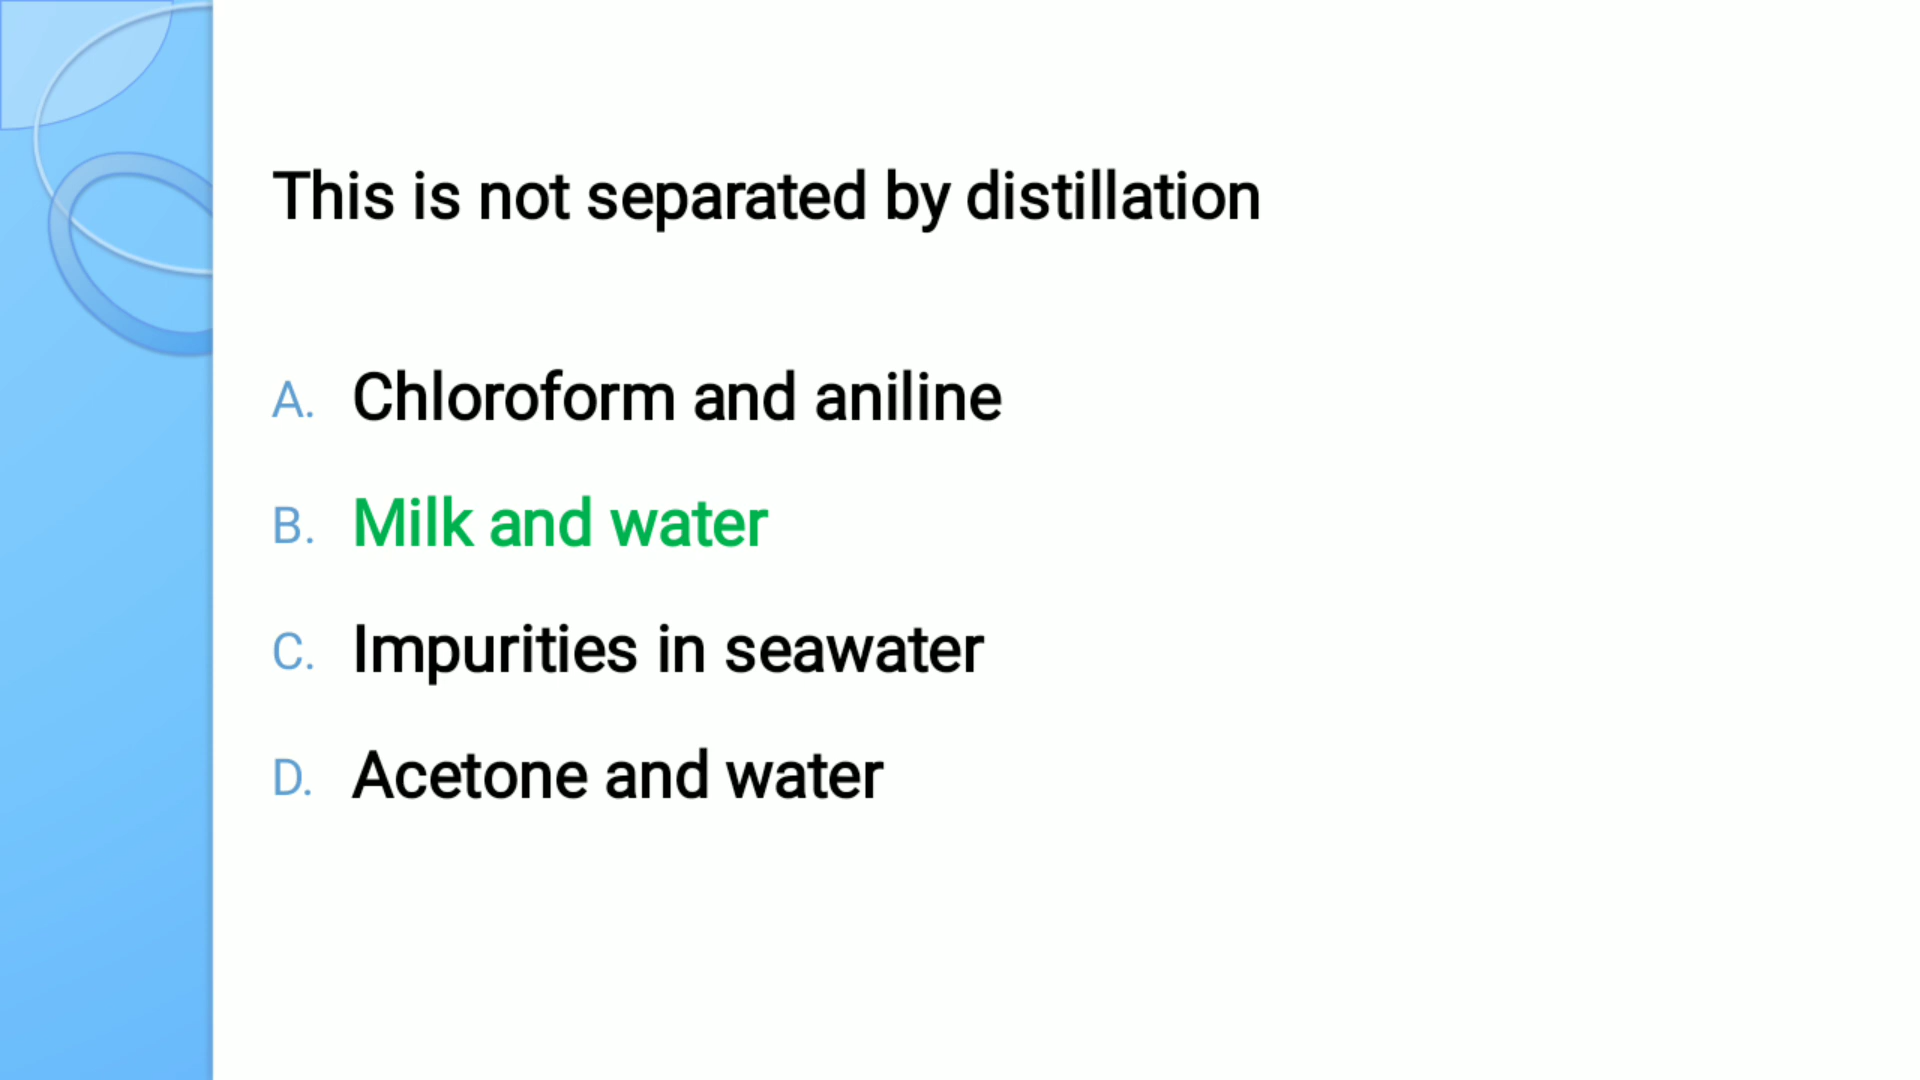 This is not separated by distillation
A. Chloroform and aniline
B. Milk and water
C. Impurities in seawater
D. Acetone and water